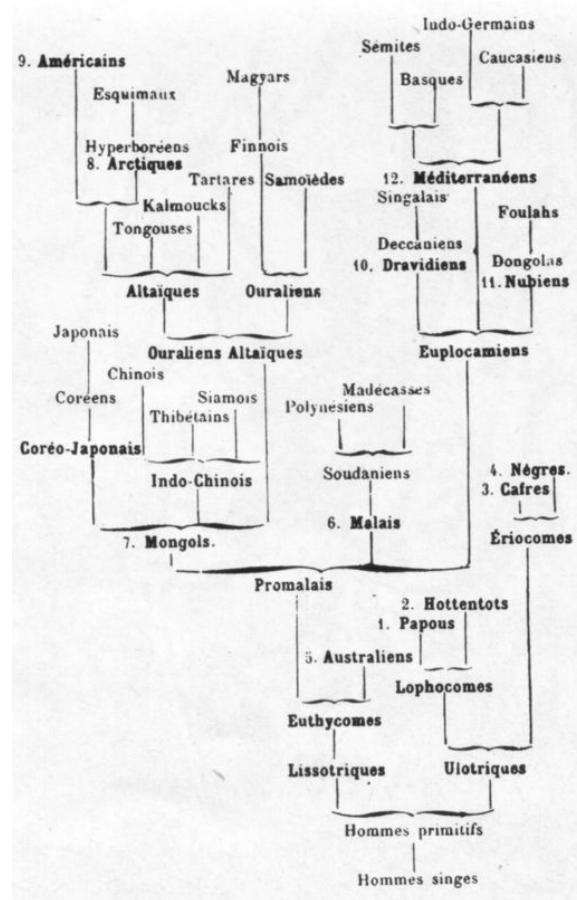 Indo-Germains
Sémites
Caucasiens
9. Américains
Magyars
Basques
Esquimaux
Hyperboréens
Finnois
8. Arctiques
Tartares
Samoïèdes
12. Méditerranéens
Singalais
Kalmoucks
Foulahs
Tongouses
Deccaniens
Dongolas
10. Dravidiens
11. Nubiens
Altaïques
Ouraliens
Japonais
Ouraliens Altaïques
Euplocamiens
Chinois
Coréens
Siamois
Madécasses
Thibétains
Polynésiens
Coréo-Japonais
Indo-Chinois
Soudaniens
4. Nègres.
3. Cafres
6. Malais
7. Mongols.
Ériocomes
Promalais
2. Hottentots
1. Papous
5. Australiens
Lophocomes
Euthycomes
Lissotriques
Ulotriques
Hommes primitifs
Hommes singes